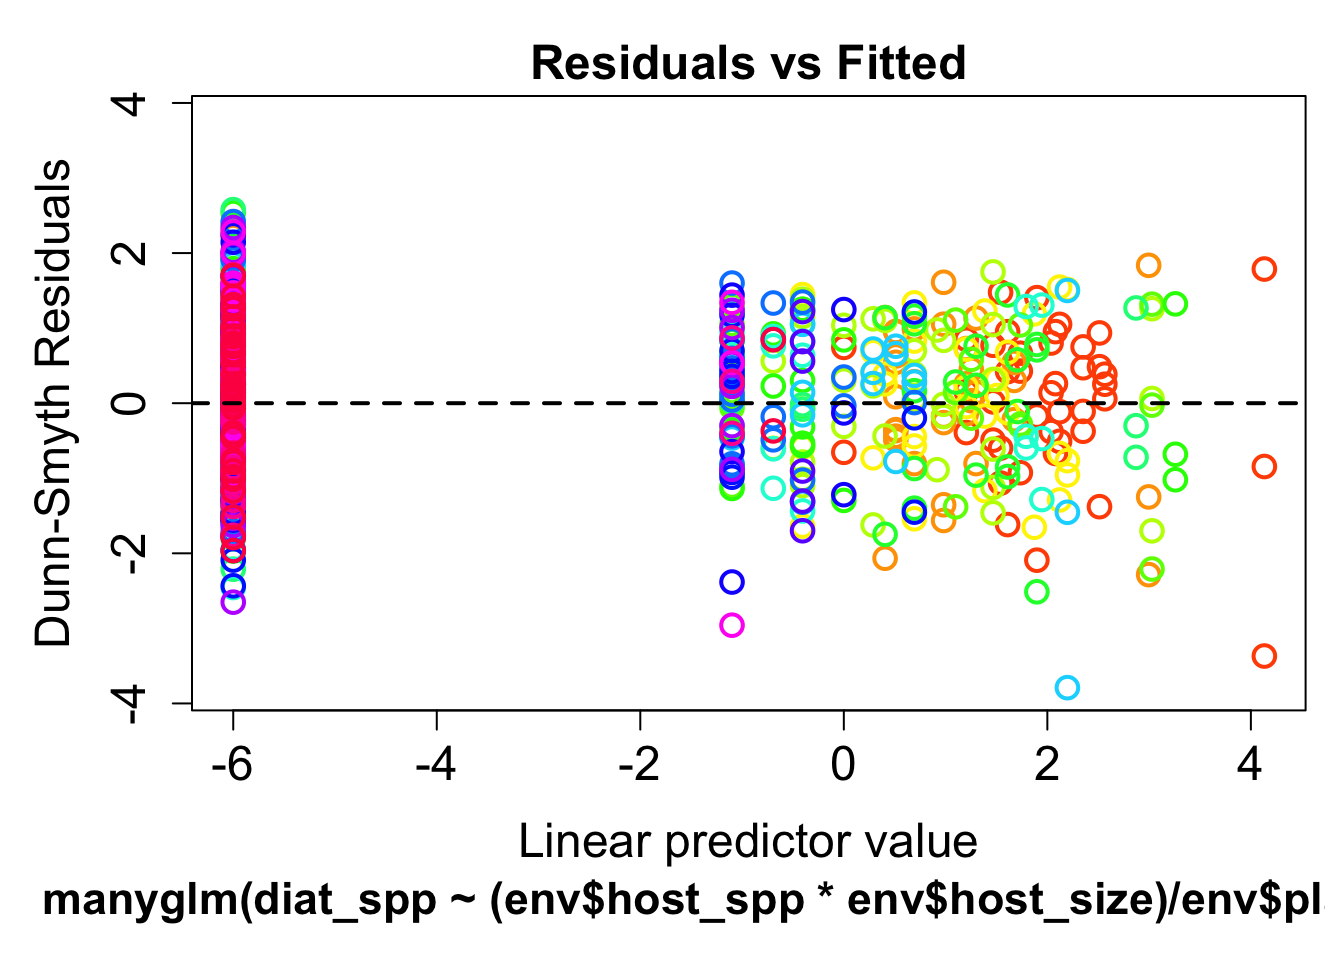 Residuals vs Fitted
4
2
0
-2
-4
Dunn-Smyth Residuals
-6 -4 -2 0 2 4
Linear predictor value
manyglm(diat_spp ~ (env$host_spp * env$host_size)/env$pl